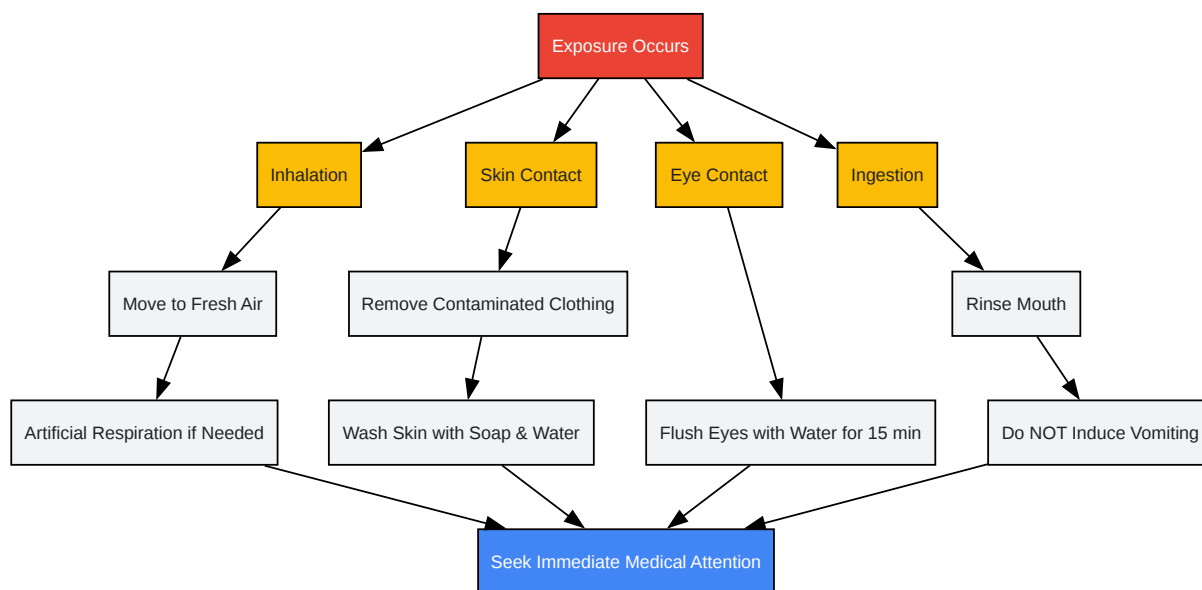 Exposure Occurs
Inhalation
Skin Contact
Eye Contact
Ingestion
Move to Fresh Air
Remove Contaminated Clothing
Rinse Mouth
Artificial Respiration if Needed
Wash Skin with Soap & Water
Flush Eyes with Water for 15 min
Do NOT Induce Vomiting
Seek Immediate Medical Attention